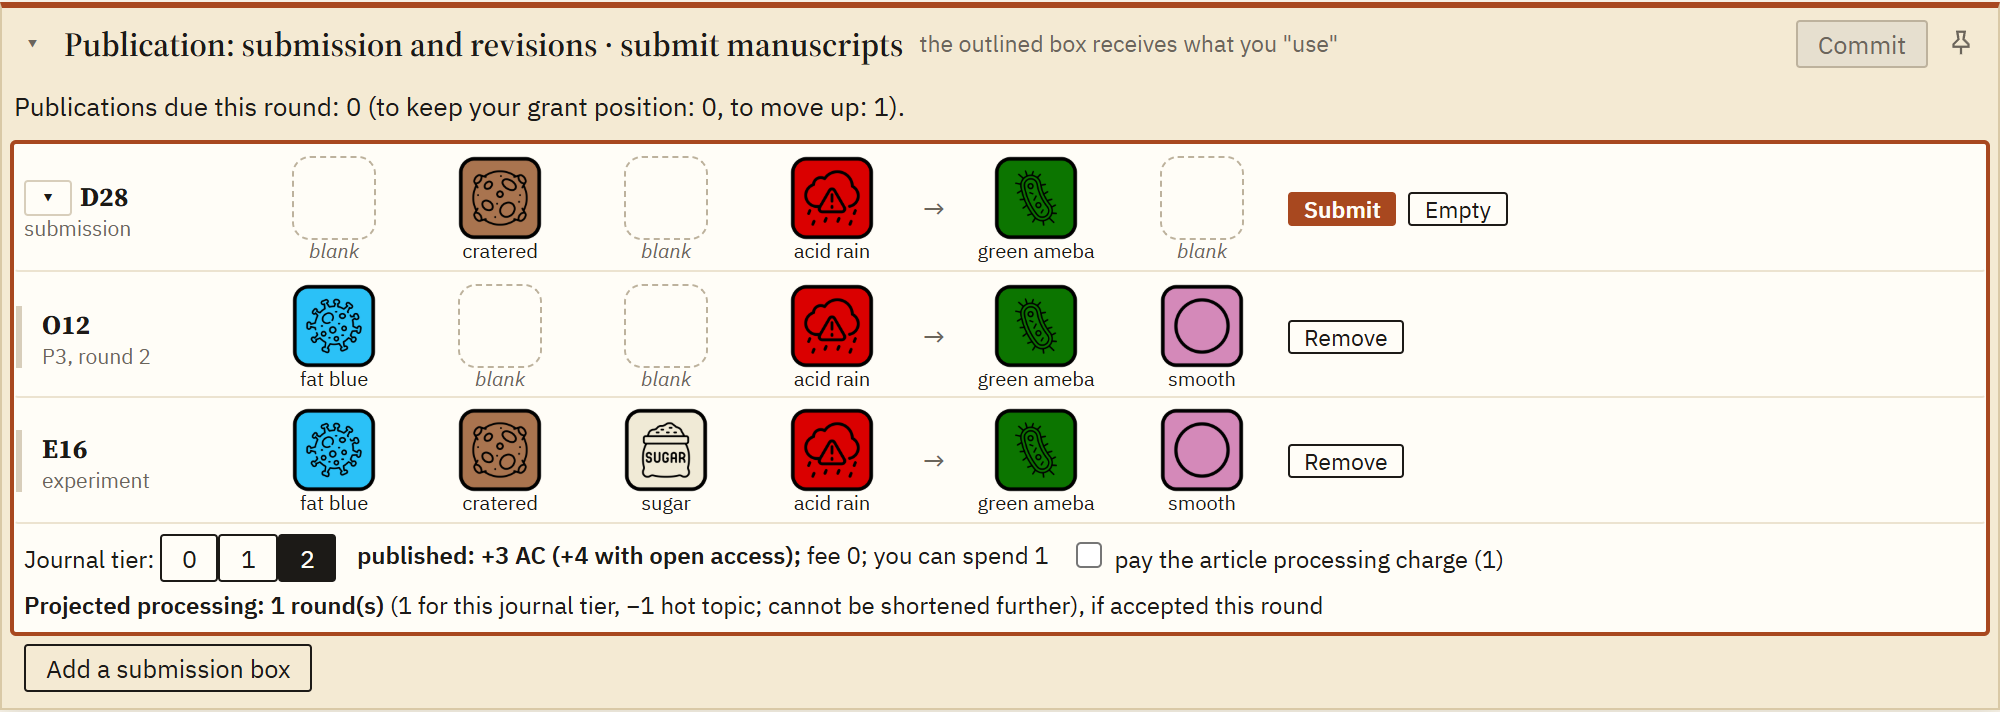 ▾ Publication: submission and revisions · submit manuscripts the outlined box receives what you "use" Commit
Publications due this round: 0 (to keep your grant position: 0, to move up: 1).
▾ D28
submission
blank cratered blank acid rain → green ameba blank
Submit Empty
O12
P3, round 2
fat blue blank blank acid rain → green ameba smooth
Remove
E16
experiment
SUGAR
fat blue cratered sugar acid rain → green ameba smooth
Remove
Journal tier: 0 1 2 published: +3 AC (+4 with open access); fee 0; you can spend 1 pay the article processing charge (1)
Projected processing: 1 round(s) (1 for this journal tier, −1 hot topic; cannot be shortened further), if accepted this round
Add a submission box